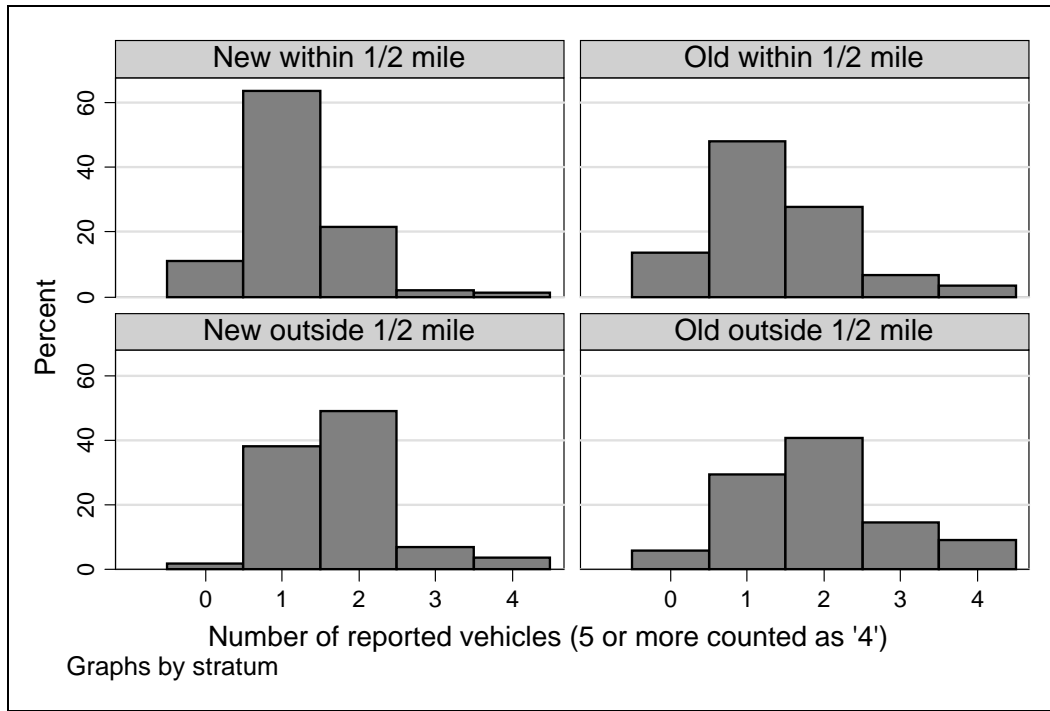 New within 1/2 mile
Old within 1/2 mile
60
40
20
0
New outside 1/2 mile
Old outside 1/2 mile
60
40
20
0
Percent
0 1 2 3 4
0 1 2 3 4
Number of reported vehicles (5 or more counted as '4')
Graphs by stratum